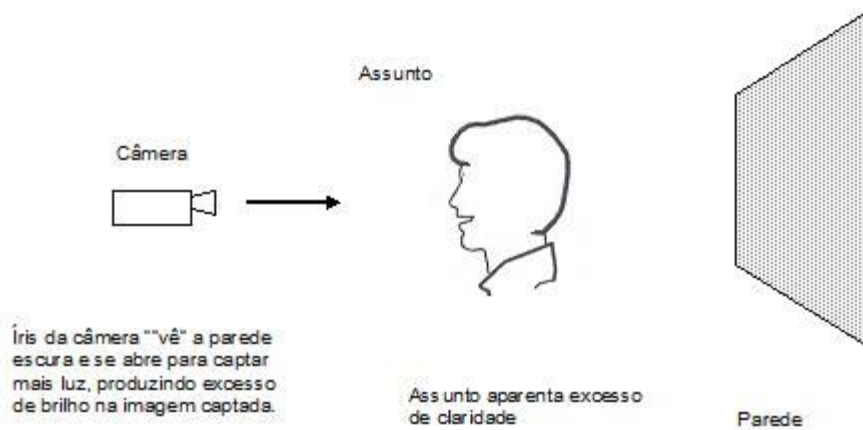 Assunto
Câmera
Íris da câmera ""vê" a parede
escura e se abre para captar
mais luz, produzindo excesso
de brilho na imagem captada.
Assunto aparenta excesso
de claridade
Parede